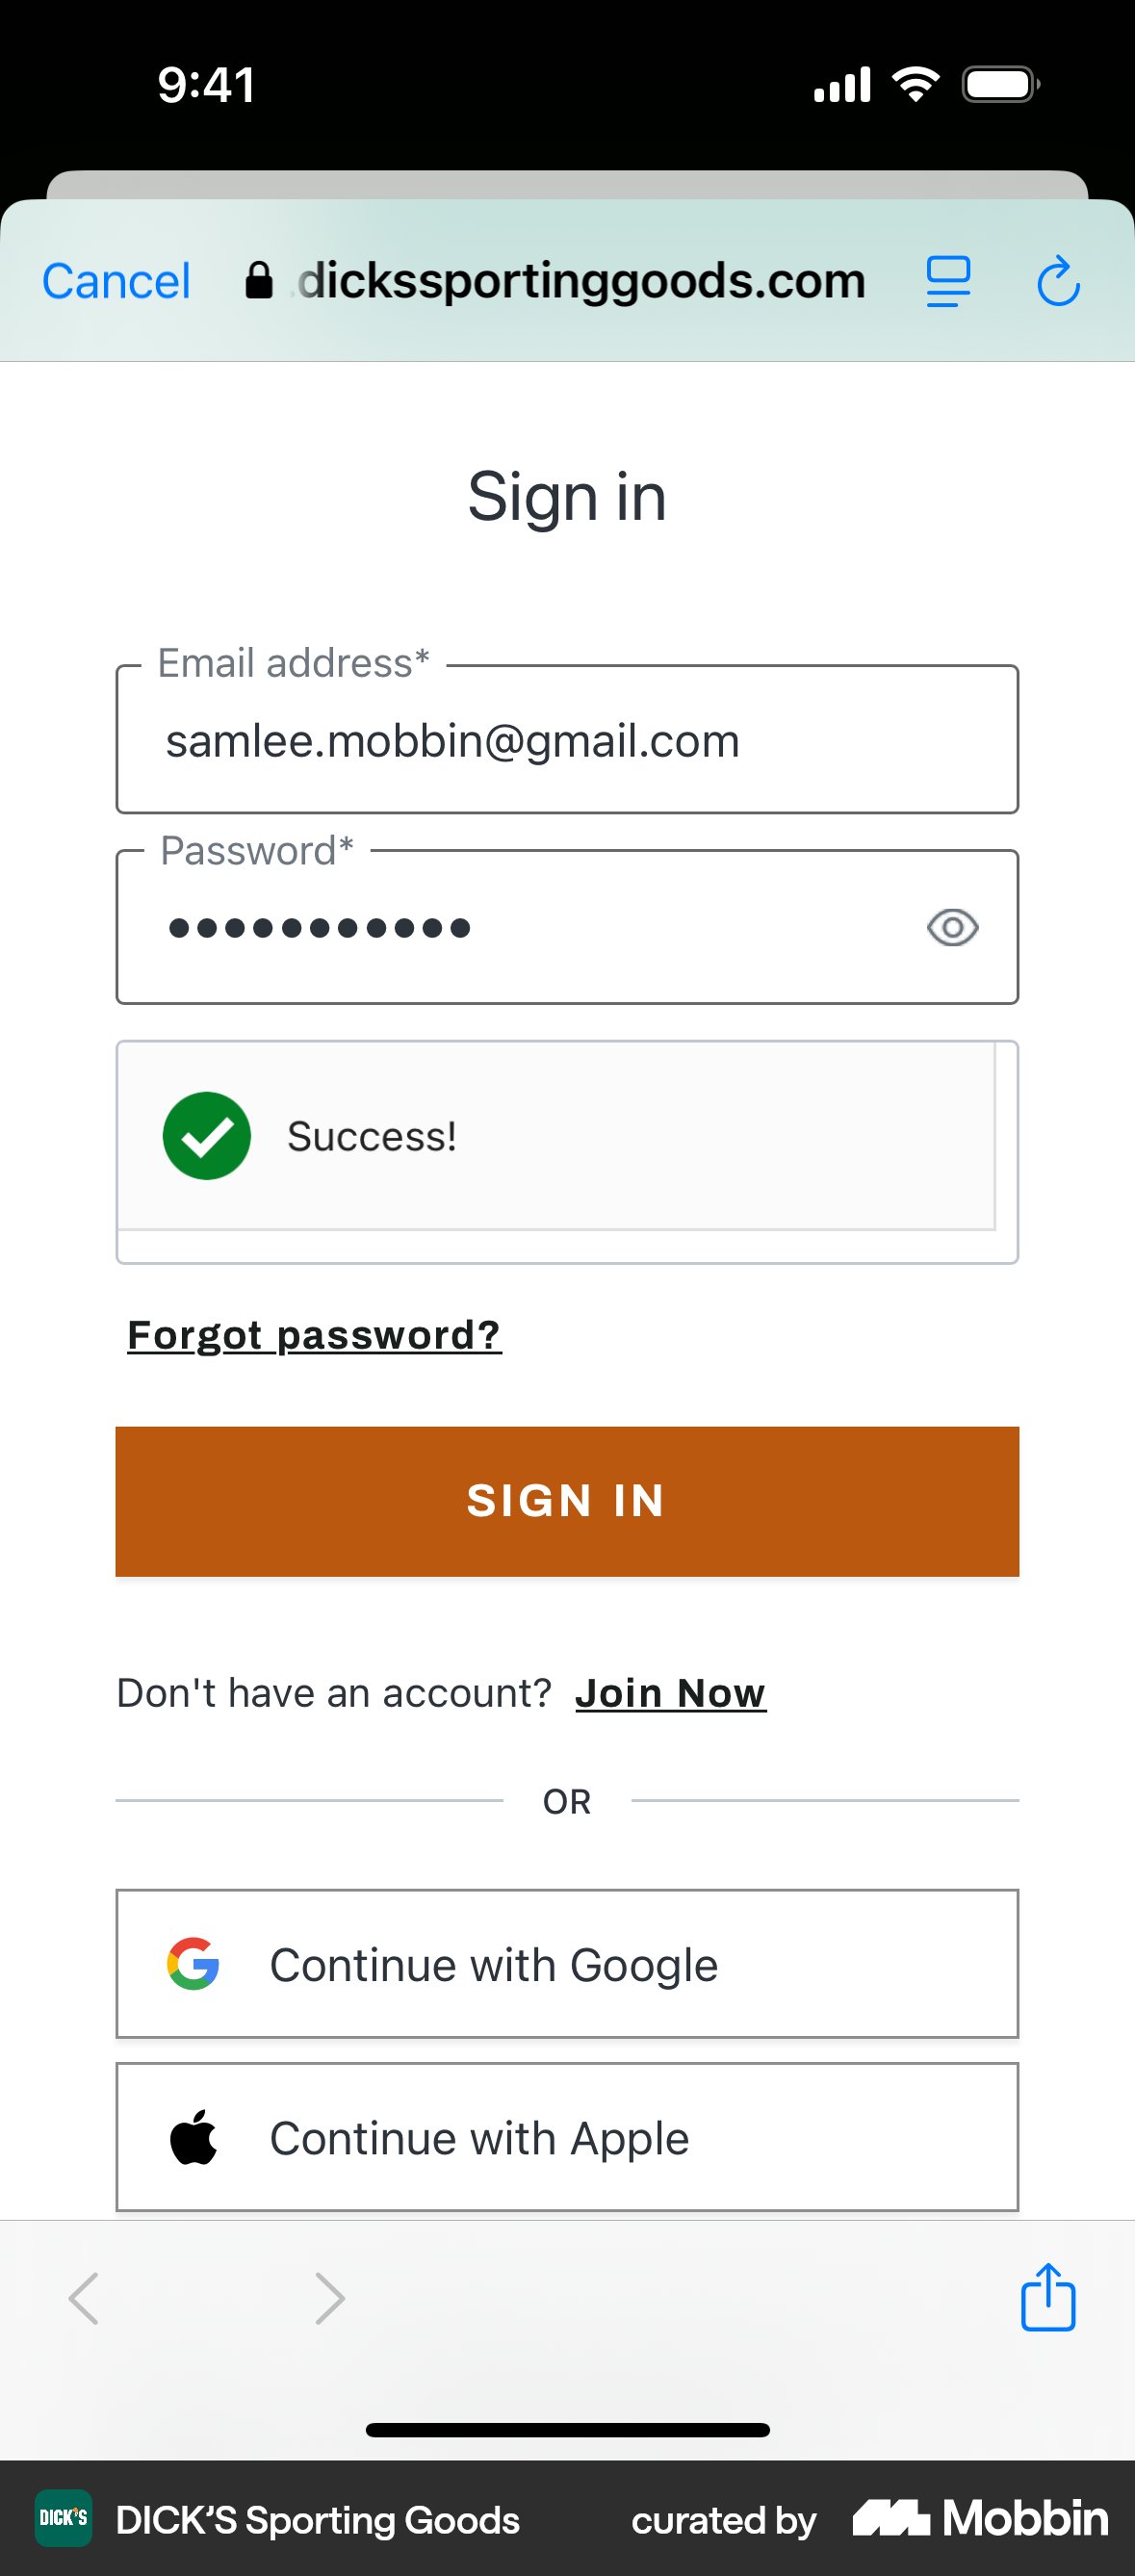 9:41
Cancel .dickssportinggoods.com
Sign in
Email address*
samlee.mobbin@gmail.com
Password*
•••••••••••
Success!
Forgot password?
SIGN IN
Don't have an account? Join Now
OR
Continue with Google
Continue with Apple
DICK'S DICK'S Sporting Goods curated by Mobbin